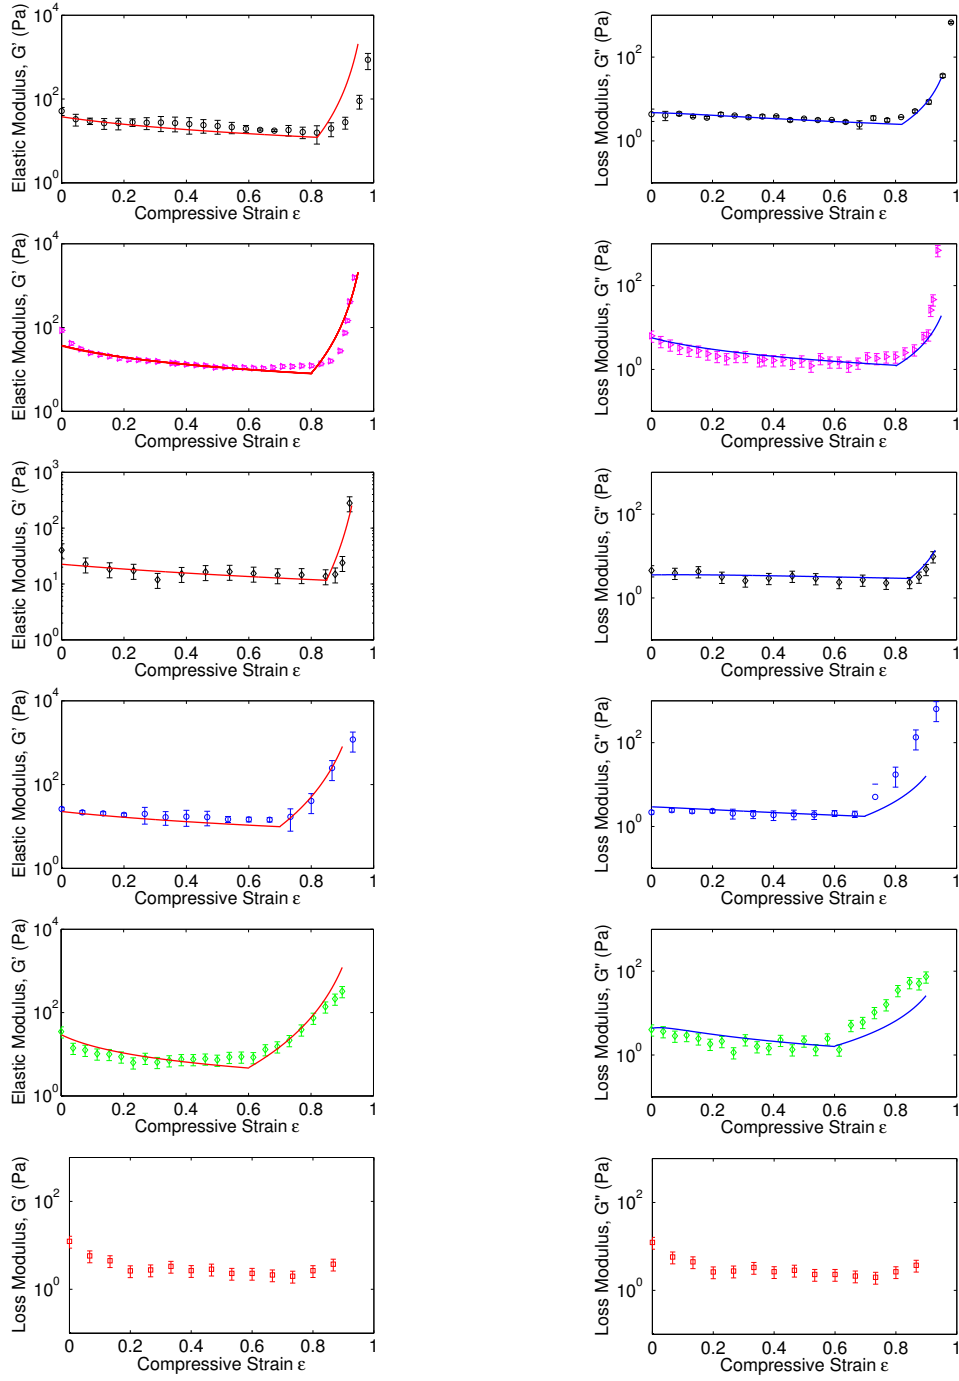 10^4
10^2
10^0
Elastic Modulus, G' (Pa)
0 0.2 0.4 0.6 0.8 1
Compressive Strain ε
10^2
10^0
Loss Modulus, G'' (Pa)
0 0.2 0.4 0.6 0.8 1
Compressive Strain ε
10^4
10^2
10^0
Elastic Modulus, G' (Pa)
0 0.2 0.4 0.6 0.8 1
Compressive Strain ε
10^2
10^0
Loss Modulus, G'' (Pa)
0 0.2 0.4 0.6 0.8 1
Compressive Strain ε
10^3
10^2
10^1
10^0
Elastic Modulus, G' (Pa)
0 0.2 0.4 0.6 0.8 1
Compressive Strain ε
10^2
10^0
Loss Modulus, G'' (Pa)
0 0.2 0.4 0.6 0.8 1
Compressive Strain ε
10^4
10^2
10^0
Elastic Modulus, G' (Pa)
0 0.2 0.4 0.6 0.8 1
Compressive Strain ε
10^2
10^0
Loss Modulus, G'' (Pa)
0 0.2 0.4 0.6 0.8 1
Compressive Strain ε
10^4
10^2
10^0
Elastic Modulus, G' (Pa)
0 0.2 0.4 0.6 0.8 1
Compressive Strain ε
10^2
10^0
Loss Modulus, G'' (Pa)
0 0.2 0.4 0.6 0.8 1
Compressive Strain ε
10^2
10^0
Loss Modulus, G' (Pa)
0 0.2 0.4 0.6 0.8 1
Compressive Strain ε
10^2
10^0
Loss Modulus, G'' (Pa)
0 0.2 0.4 0.6 0.8 1
Compressive Strain ε